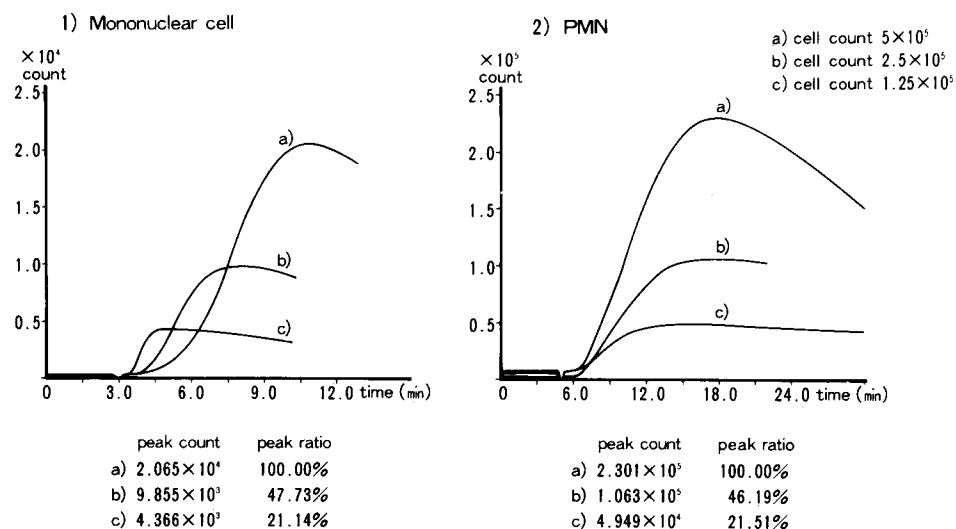 1) Mononuclear cell
×10⁴
count
2.5
2.0
1.5
1.0
0.5
a)
b)
c)
0 3.0 6.0 9.0 12.0 time (min)
peak count peak ratio
a) 2.065×10⁴ 100.00%
b) 9.855×10³ 47.73%
c) 4.366×10³ 21.14%
2) PMN
a) cell count 5×10⁵
b) cell count 2.5×10⁵
c) cell count 1.25×10⁵
×10⁵
count
2.5
2.0
1.5
1.0
0.5
a)
b)
c)
0 6.0 12.0 18.0 24.0 time (min)
peak count peak ratio
a) 2.301×10⁵ 100.00%
b) 1.063×10⁵ 46.19%
c) 4.949×10⁴ 21.51%